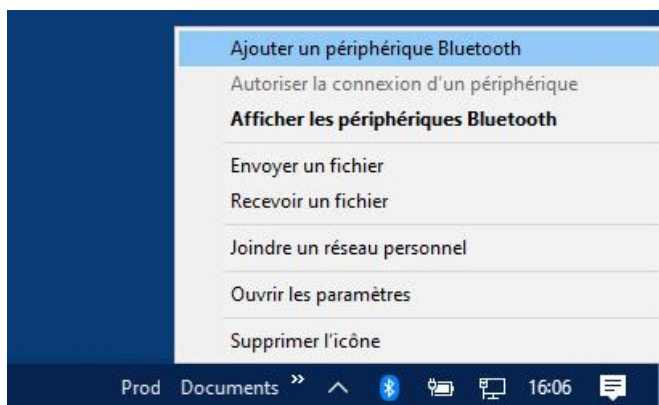 Ajouter un périphérique Bluetooth
Autoriser la connexion d'un périphérique
Afficher les périphériques Bluetooth
Envoyer un fichier
Recevoir un fichier
Joindre un réseau personnel
Ouvrir les paramètres
Supprimer l'icône
Prod Documents » 16:06